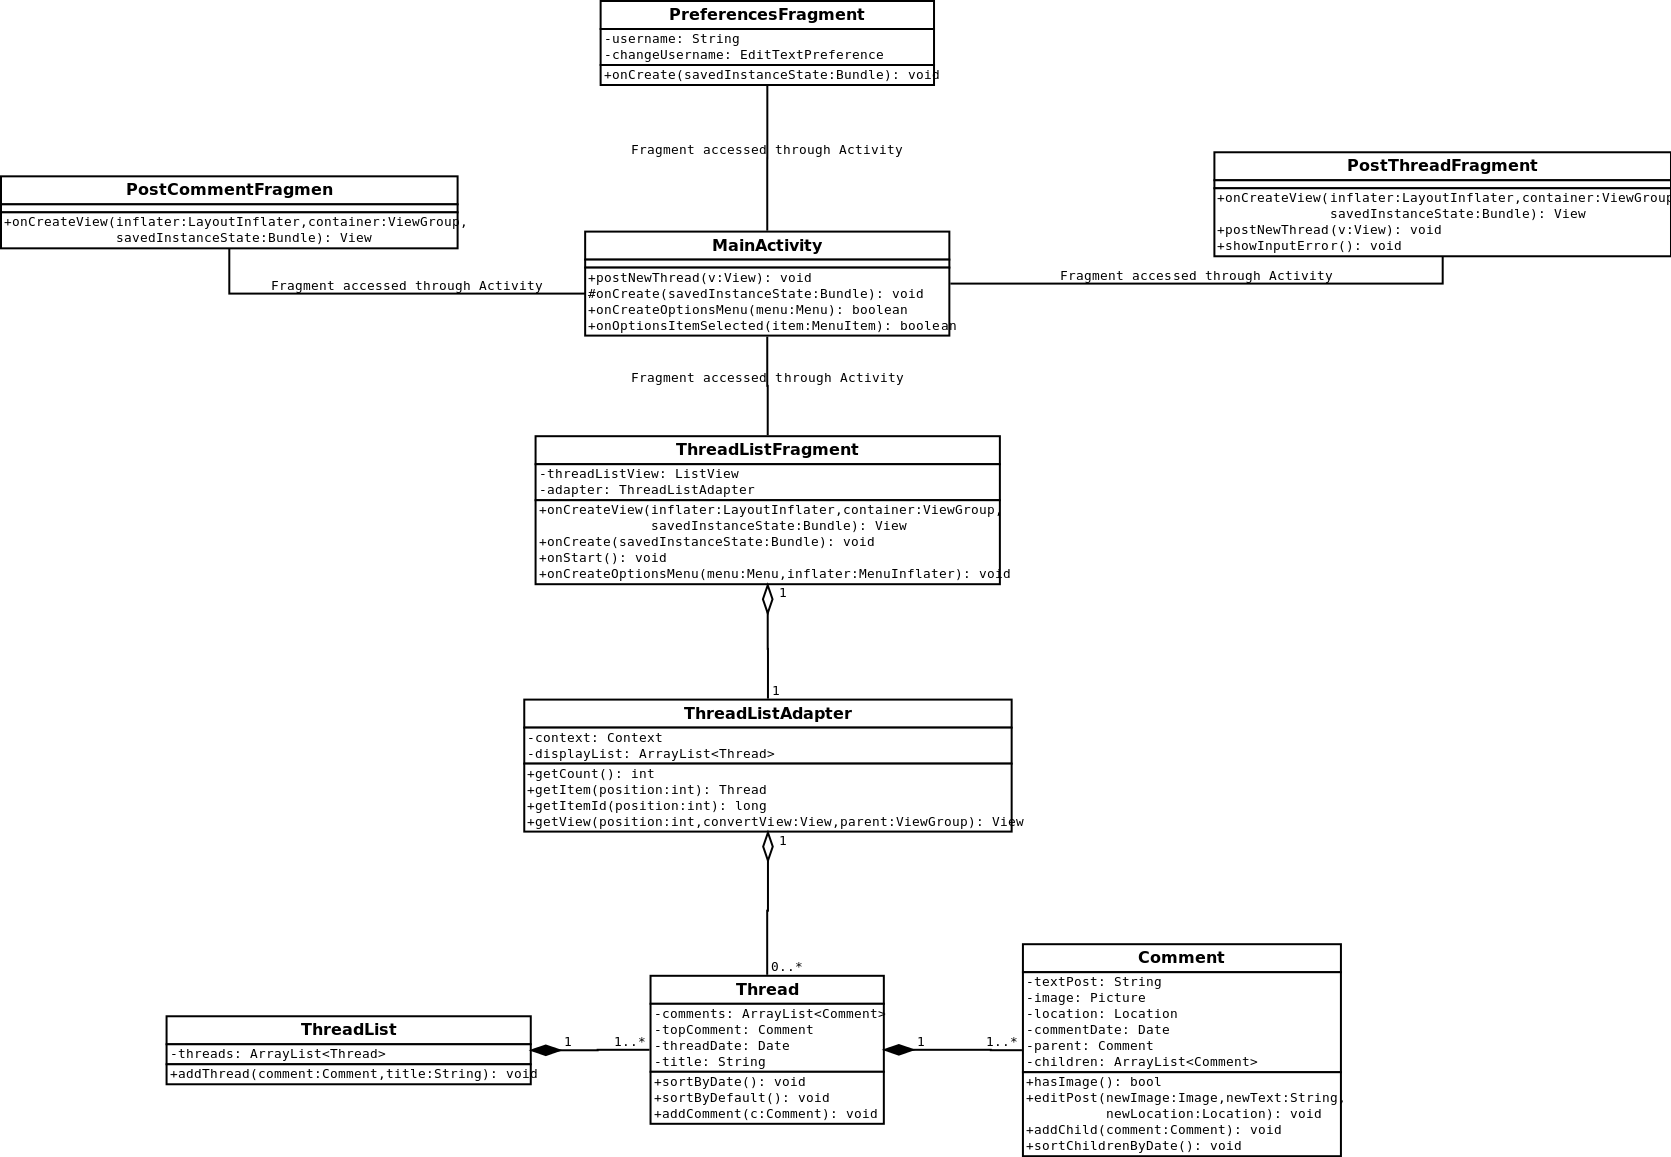 PreferencesFragment
-username: String
-changeUsername: EditTextPreference
+onCreate(savedInstanceState:Bundle): void
Fragment accessed through Activity
PostCommentFragmen
+onCreateView(inflater:LayoutInflater,container:ViewGroup,
savedInstanceState:Bundle): View
Fragment accessed through Activity
MainActivity
+postNewThread(v:View): void
#onCreate(savedInstanceState:Bundle): void
+onCreateOptionsMenu(menu:Menu): boolean
+onOptionsItemSelected(item:MenuItem): boolean
PostThreadFragment
+onCreateView(inflater:LayoutInflater,container:ViewGroup
savedInstanceState:Bundle): View
+postNewThread(v:View): void
+showInputError(): void
Fragment accessed through Activity
Fragment accessed through Activity
ThreadListFragment
-threadListView: ListView
-adapter: ThreadListAdapter
+onCreateView(inflater:LayoutInflater,container:ViewGroup,
savedInstanceState:Bundle): View
+onCreate(savedInstanceState:Bundle): void
+onStart(): void
+onCreateOptionsMenu(menu:Menu,inflater:MenuInflater): void
1
1
ThreadListAdapter
-context: Context
-displayList: ArrayList<Thread>
+getCount(): int
+getItem(position:int): Thread
+getItemId(position:int): long
+getView(position:int,convertView:View,parent:ViewGroup): View
1
0..*
ThreadList
-threads: ArrayList<Thread>
+addThread(comment:Comment,title:String): void
1
1..*
Thread
-comments: ArrayList<Comment>
-topComment: Comment
-threadDate: Date
-title: String
+sortByDate(): void
+sortByDefault(): void
+addComment(c:Comment): void
1
1..*
Comment
-textPost: String
-image: Picture
-location: Location
-commentDate: Date
-parent: Comment
-children: ArrayList<Comment>
+hasImage(): bool
+editPost(newImage:Image,newText:String,
newLocation:Location): void
+addChild(comment:Comment): void
+sortChildrenByDate(): void